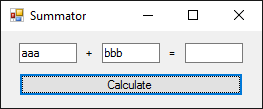 Summator
aaa + bbb =
Calculate